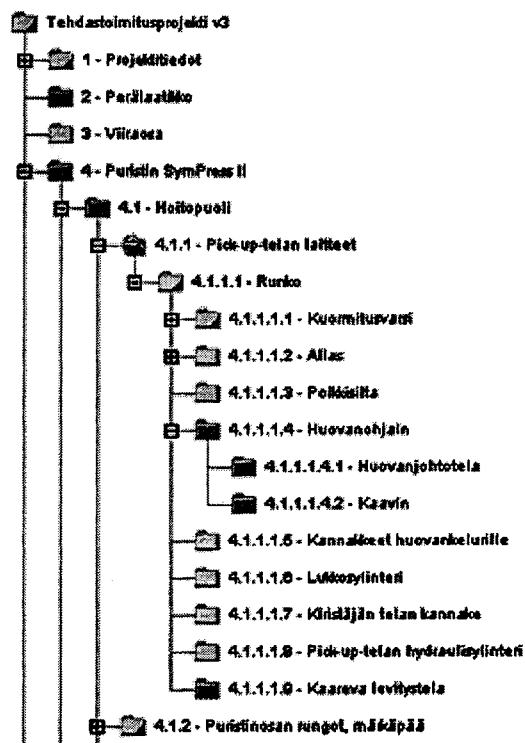 Tehdastoimitusprojekti v3
1 - Projektitiedot
2 - Perälaatikko
3 - Viiraosa
4 - Puristin SymPress II
4.1 - Hoitopuoli
4.1.1 - Pick-up-telan laitteet
4.1.1.1 - Runko
4.1.1.1.1 - Kuormitusvarsi
4.1.1.1.2 - Allas
4.1.1.1.3 - Poikkisilta
4.1.1.1.4 - Huovanohjain
4.1.1.1.4.1 - Huovanjohtotela
4.1.1.1.4.2 - Kaavin
4.1.1.1.5 - Kannakkeet huovankelurille
4.1.1.1.6 - Lukkosylinteri
4.1.1.1.7 - Kiristäjän telan kannake
4.1.1.1.8 - Pick-up-telan hydraulisylinteri
4.1.1.1.9 - Kaareva levitystela
4.1.2 - Puristinosan rungot, märkäpää